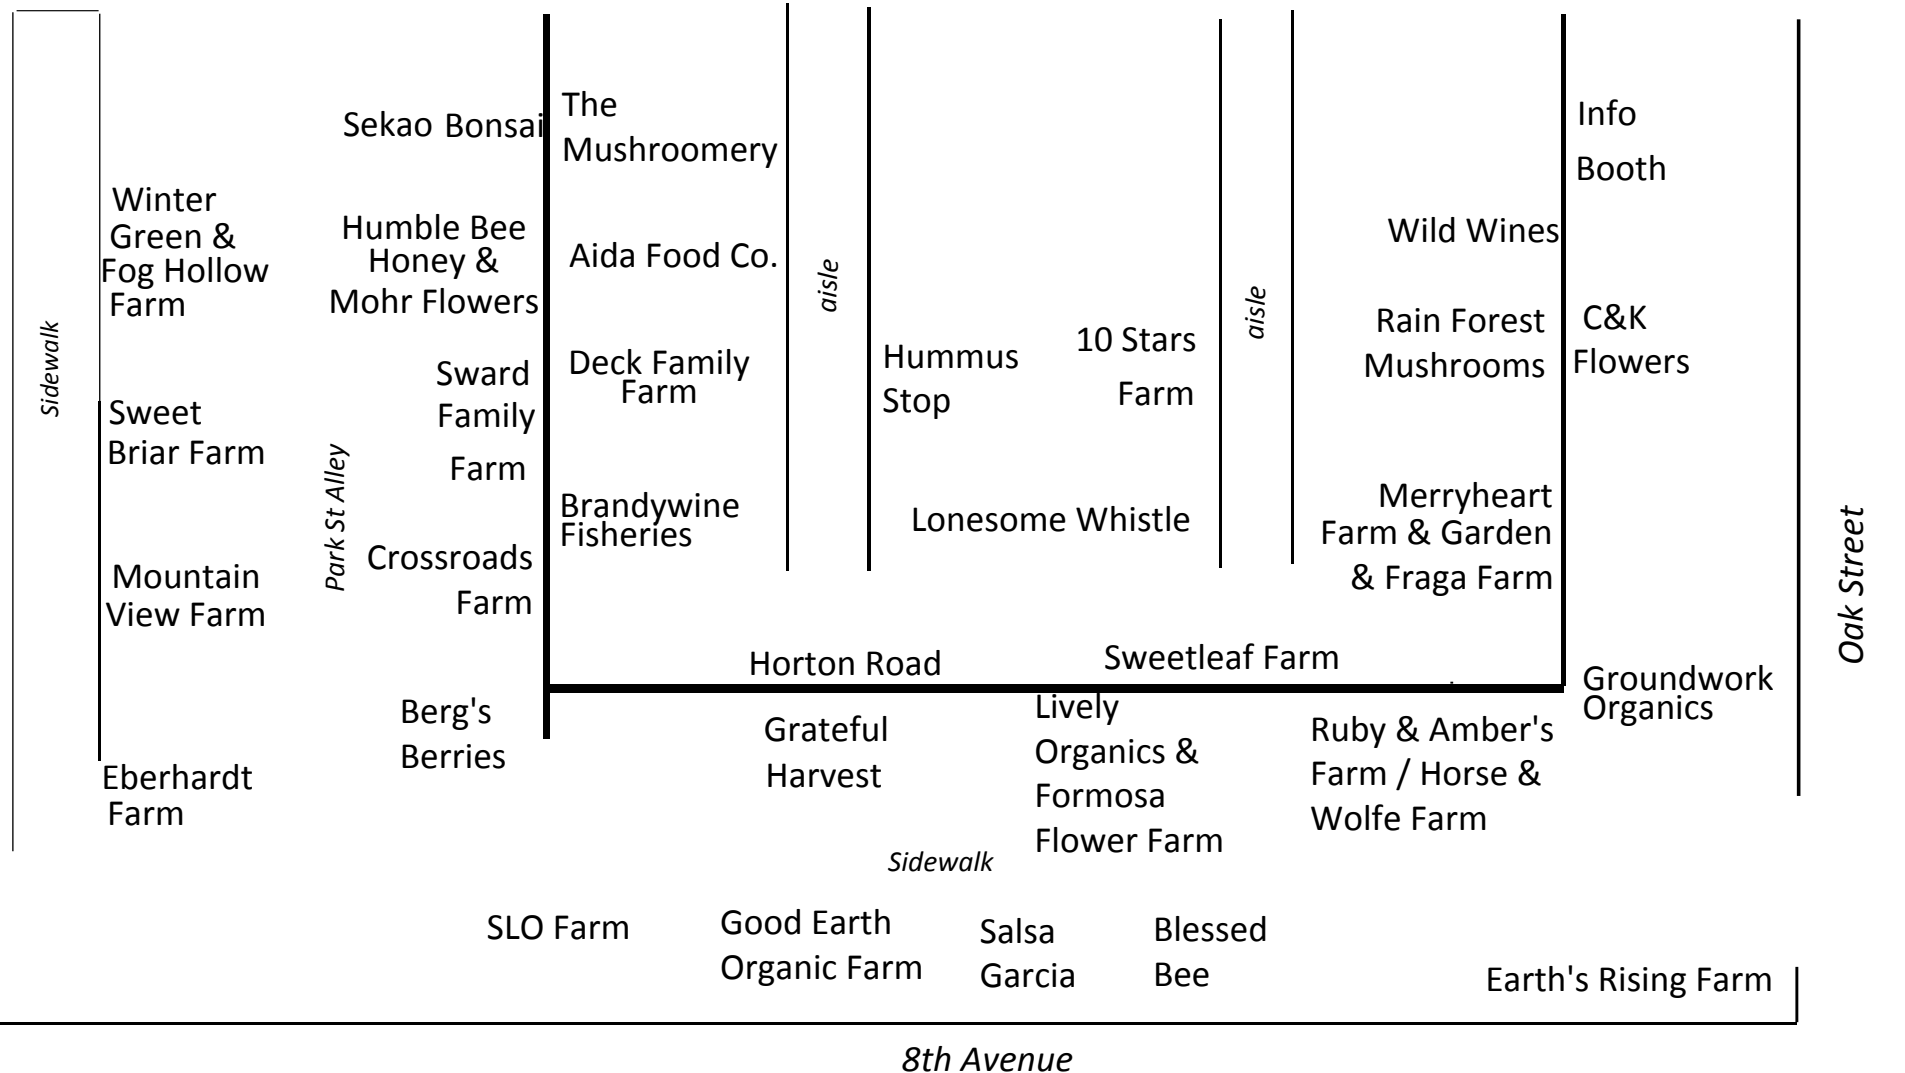 Sidewalk
Winter
Green &
Fog Hollow
Farm
Sweet
Briar Farm
Mountain
View Farm
Eberhardt
Farm
Park St Alley
Sekao Bonsai
Humble Bee
Honey &
Mohr Flowers
Sward
Family
Farm
Crossroads
Farm
Berg's
Berries
The
Mushroomery
Aida Food Co.
Deck Family
Farm
Brandywine
Fisheries
aisle
Hummus
Stop
10 Stars
Farm
Lonesome Whistle
aisle
Wild Wines
Rain Forest
Mushrooms
Merryheart
Farm & Garden
& Fraga Farm
Info
Booth
C&K
Flowers
Groundwork
Organics
Oak Street
Horton Road
Sweetleaf Farm
Grateful
Harvest
Lively
Organics &
Formosa
Flower Farm
Ruby & Amber's
Farm / Horse &
Wolfe Farm
Sidewalk
SLO Farm
Good Earth
Organic Farm
Salsa
Garcia
Blessed
Bee
Earth's Rising Farm
8th Avenue